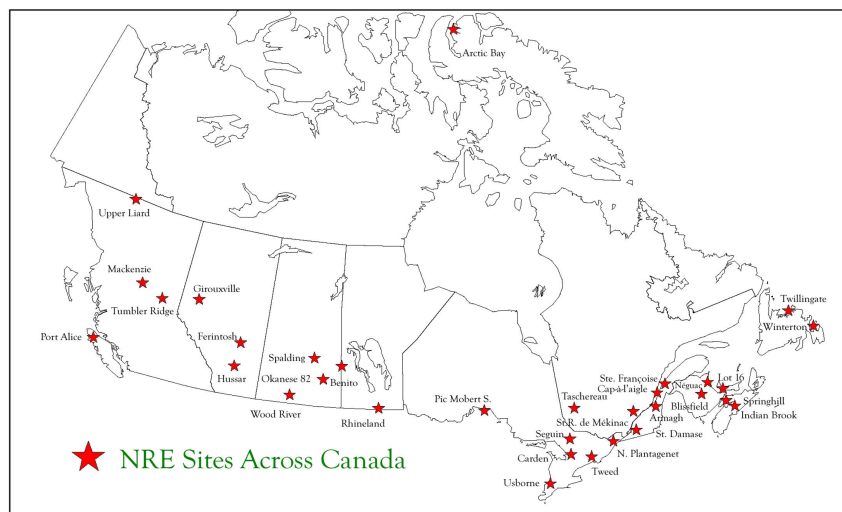 Arctic Bay
Upper Liard
Mackenzie
Tumbler Ridge
Girouxville
Port Alice
Ferintosh
Hussar
Spalding
Okanese 82
Benito
Wood River
Rhineland
Pic Mobert S.
Twillingate
Winterton
Ste. Françoise
Cap-à-l'aigle
Néguac
Lot 16
Taschereau
Blissfield
Springhill
Armagh
Indian Brook
St.R. de Mékinac
St. Damase
Seguin
N. Plantagenet
Carden
Tweed
Usborne
NRE Sites Across Canada